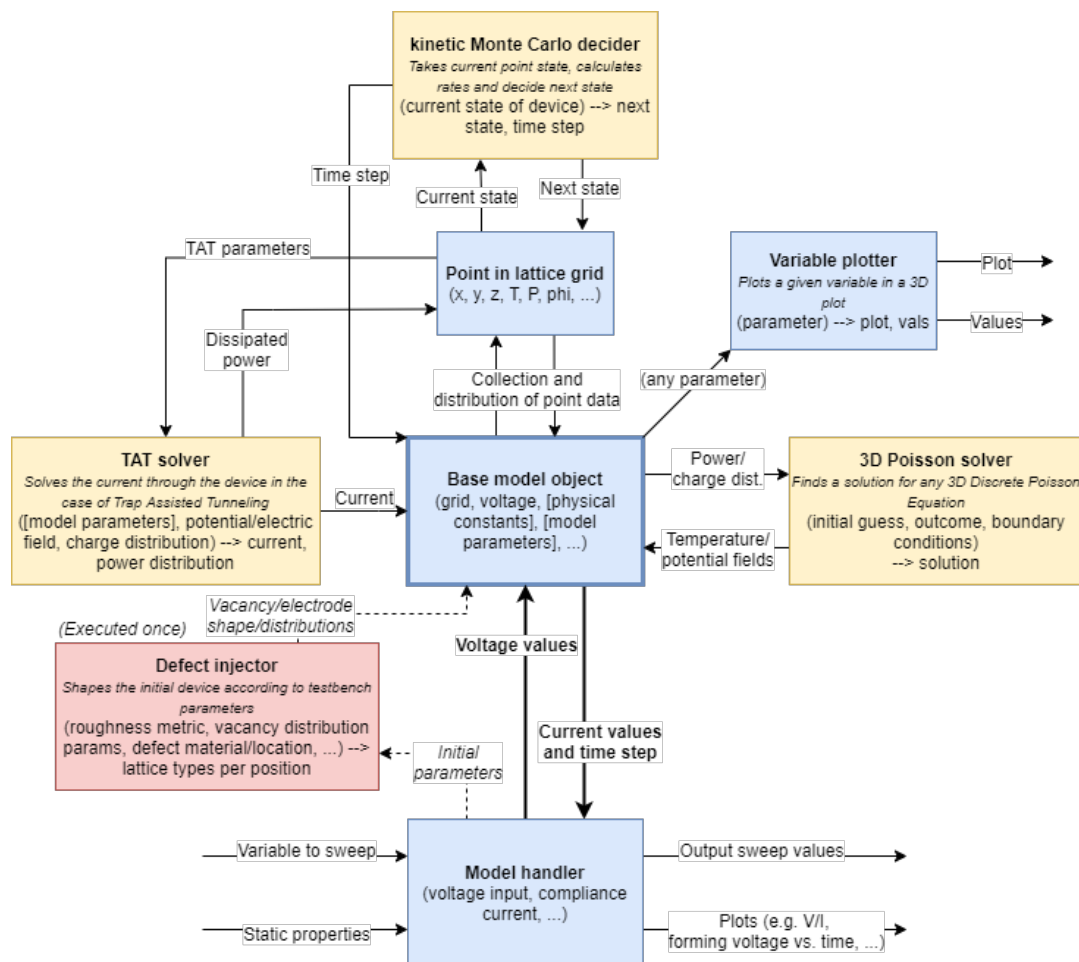 kinetic Monte Carlo decider
Takes current point state, calculates
rates and decide next state
(current state of device) --> next
state, time step
Time step
Current state
Next state
TAT parameters
Point in lattice grid
(x, y, z, T, P, phi, ...)
Variable plotter
Plots a given variable in a 3D
plot
(parameter) --> plot, vals
Plot
Values
Dissipated
power
Collection and
distribution of point data
(any parameter)
TAT solver
Solves the current through the device in the
case of Trap Assisted Tunneling
([model parameters], potential/electric
field, charge distribution) --> current,
power distribution
Current
Base model object
(grid, voltage, [physical
constants], [model
parameters], ...)
Power/
charge dist.
Temperature/
potential fields
3D Poisson solver
Finds a solution for any 3D Discrete Poisson
Equation
(initial guess, outcome, boundary
conditions)
--> solution
Vacancy/electrode
shape/distributions
(Executed once)
Defect injector
Shapes the initial device according to testbench
parameters
(roughness metric, vacancy distribution
params, defect material/location, ...) -->
lattice types per position
Voltage values
Current values
and time step
Initial
parameters
Variable to sweep
Static properties
Model handler
(voltage input, compliance
current, ...)
Output sweep values
Plots (e.g. V/I,
forming voltage vs. time, ...)